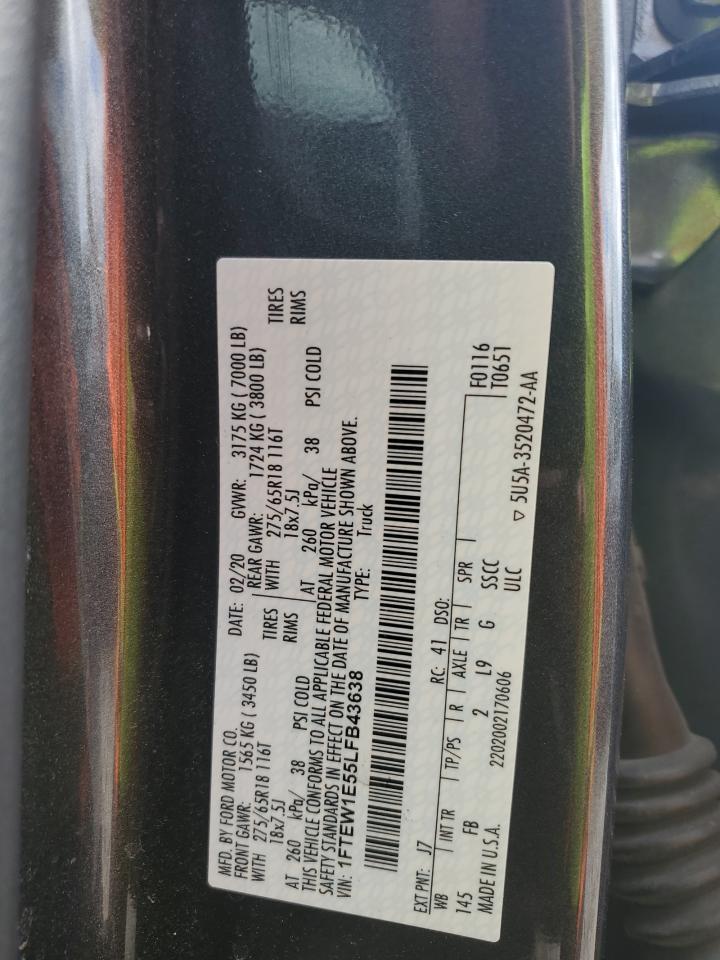 MFD. BY FORD MOTOR CO.
DATE: 02/20 GVWR: 3175 KG ( 7000 LB)
FRONT GAWR: 1565 KG ( 3450 LB) REAR GAWR: 1724 KG ( 3800 LB)
WITH 275/65R18 116T TIRES WITH 275/65R18 116T TIRES
18x7.5J RIMS 18x7.5J RIMS
AT 260 kPa/ 38 PSI COLD AT 260 kPa/ 38 PSI COLD
THIS VEHICLE CONFORMS TO ALL APPLICABLE FEDERAL MOTOR VEHICLE
SAFETY STANDARDS IN EFFECT ON THE DATE OF MANUFACTURE SHOWN ABOVE.
VIN: 1FTEW1E55LFB43638 TYPE: Truck
EXT PNT: J7 RC: 41 DSO: F0116
WB INT TR TP/PS R AXLE TR SPR T0651
145 FB 2 L9 G SSCC
MADE IN U.S.A. 2202002170606 ULC ▽ 5U5A-3520472-AA